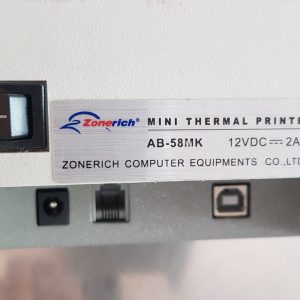 Zonerich® MINI THERMAL PRINTE
AB-58MK 12VDC⎓2A
ZONERICH COMPUTER EQUIPMENTS CO.,LTD